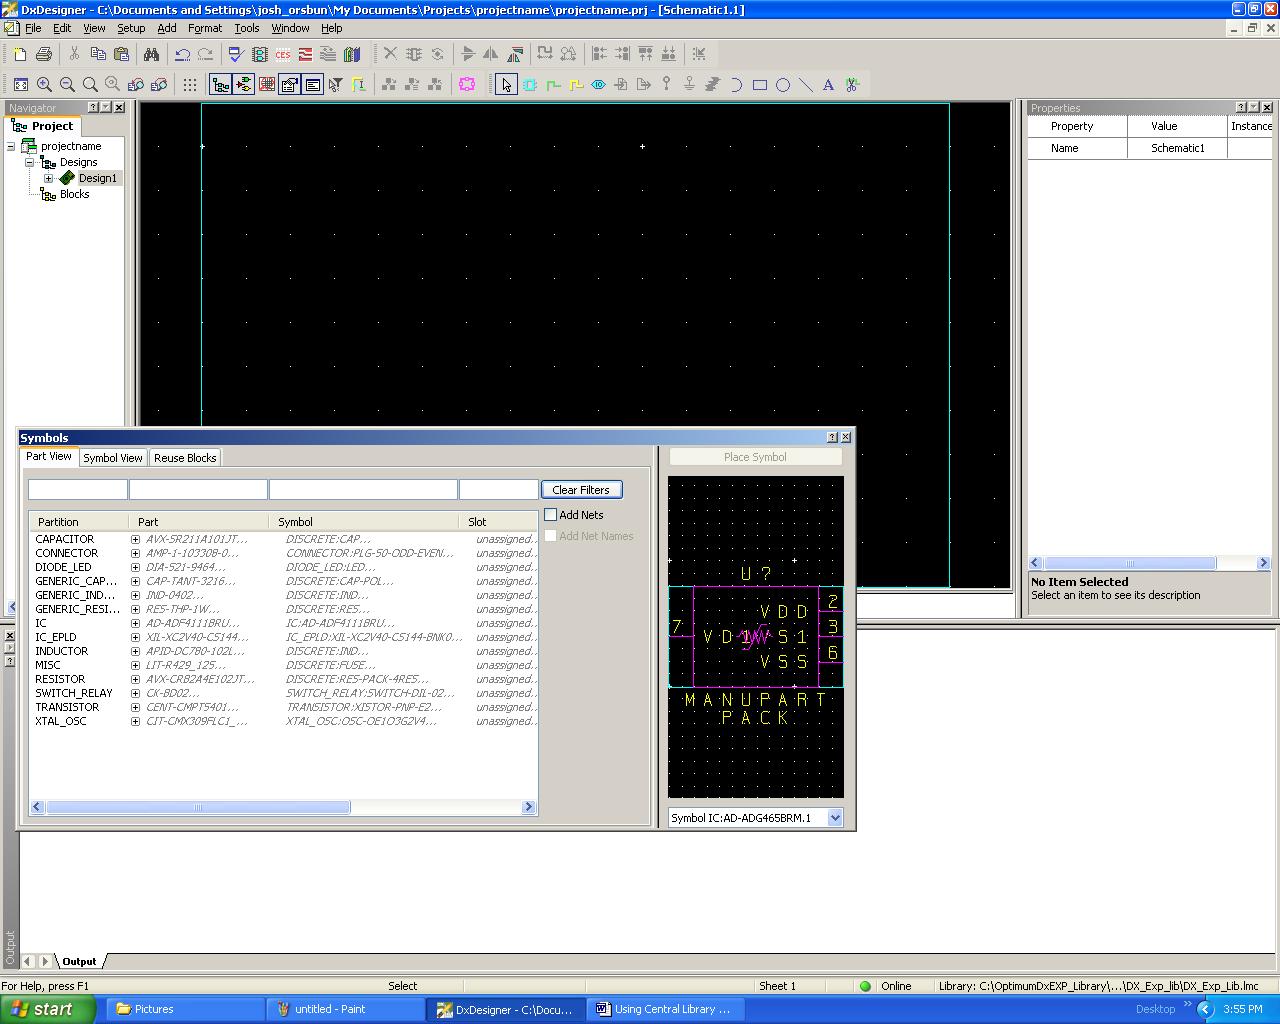 DxDesigner - C:\Documents and Settings\josh_orsbun\My Documents\Projects\projectname\projectname.prj - [Schematic1.1]
File Edit View Setup Add Format Tools Window Help
CES
A
Navigator
Project
projectname
Designs
Design1
Blocks
Properties
Property Value Instance
Name Schematic1
No Item Selected
Select an item to see its description
Symbols
Part View Symbol View Reuse Blocks
Clear Filters
Add Nets
Add Net Names
Partition Part Symbol Slot
CAPACITOR AVX-5R211A101JT... DISCRETE:CAP... unassigned...
CONNECTOR AMP-1-103308-0... CONNECTOR:PLG-50-ODD-EVEN... unassigned...
DIODE_LED DIA-521-9464... DIODE_LED:LED... unassigned...
GENERIC_CAP... CAP-TANT-3216... DISCRETE:CAP-POL... unassigned...
GENERIC_IND... IND-0402... DISCRETE:IND... unassigned...
GENERIC_RESI... RES-THP-1W... DISCRETE:RES... unassigned...
IC AD-ADF4111BRU... IC:AD-ADF4111BRU... unassigned...
IC_EPLD XIL-XC2V40-CS144... IC_EPLD:XIL-XC2V40-CS144-BNK0... unassigned...
INDUCTOR APID-DC780-102L... DISCRETE:IND... unassigned...
MISC LIT-R429_125... DISCRETE:FUSE... unassigned...
RESISTOR AVX-CRB2A4E102JT... DISCRETE:RES-PACK-4RES... unassigned...
SWITCH_RELAY CK-BD02... SWITCH_RELAY:SWITCH-DIL-02... unassigned...
TRANSISTOR CENT-CMPT5401... TRANSISTOR:XISTOR-PNP-E2... unassigned...
XTAL_OSC CIT-CMX309FLC1_... XTAL_OSC:OSC-OE1O3G2V4... unassigned...
Place Symbol
U?
VDD 2
7 VD1 VS1 3
VSS 6
MANUPART
PACK
Symbol IC:AD-ADG465BRM.1
Output
Output
For Help, press F1 Select Sheet 1 Online Library: C:\OptimumDxEXP_Library\...\DX_Exp_lib\DX_Exp_Lib.lmc
start Pictures untitled - Paint DxDesigner - C:\Docu... Using Central Library ... Desktop 3:55 PM